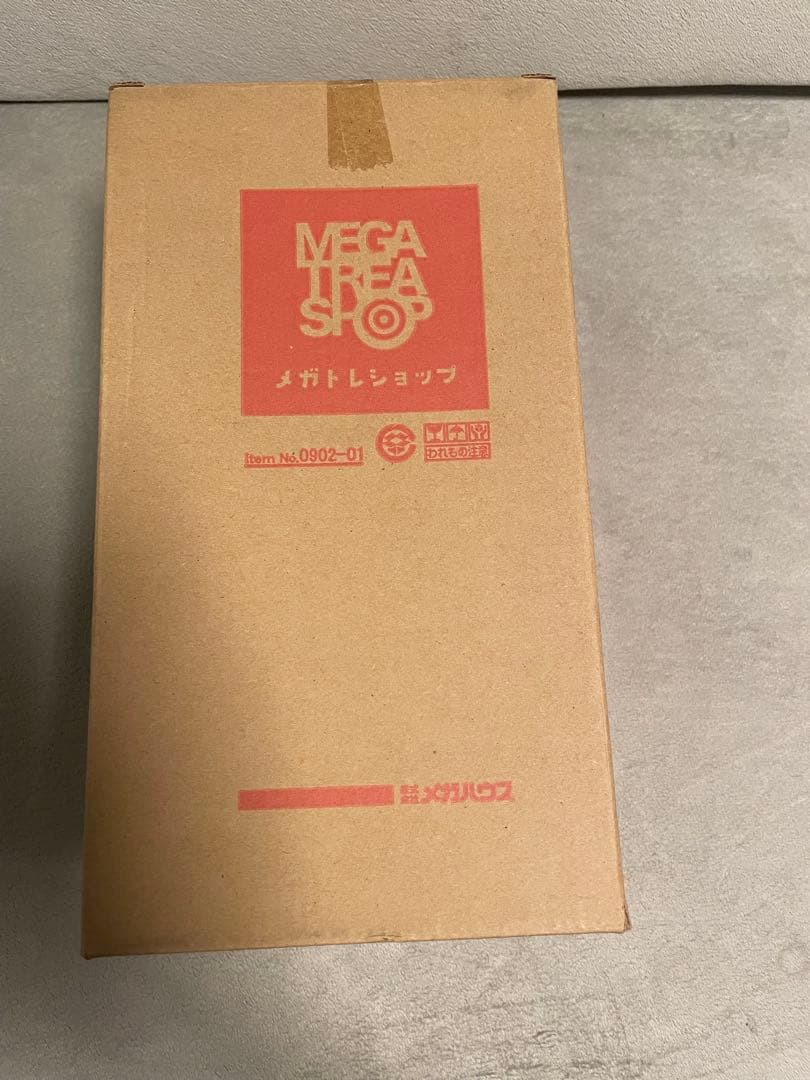 MEGA
TREA
SHOP
メガトレショップ
Item No.0902-01
われもの注意
株式会社メガハウス